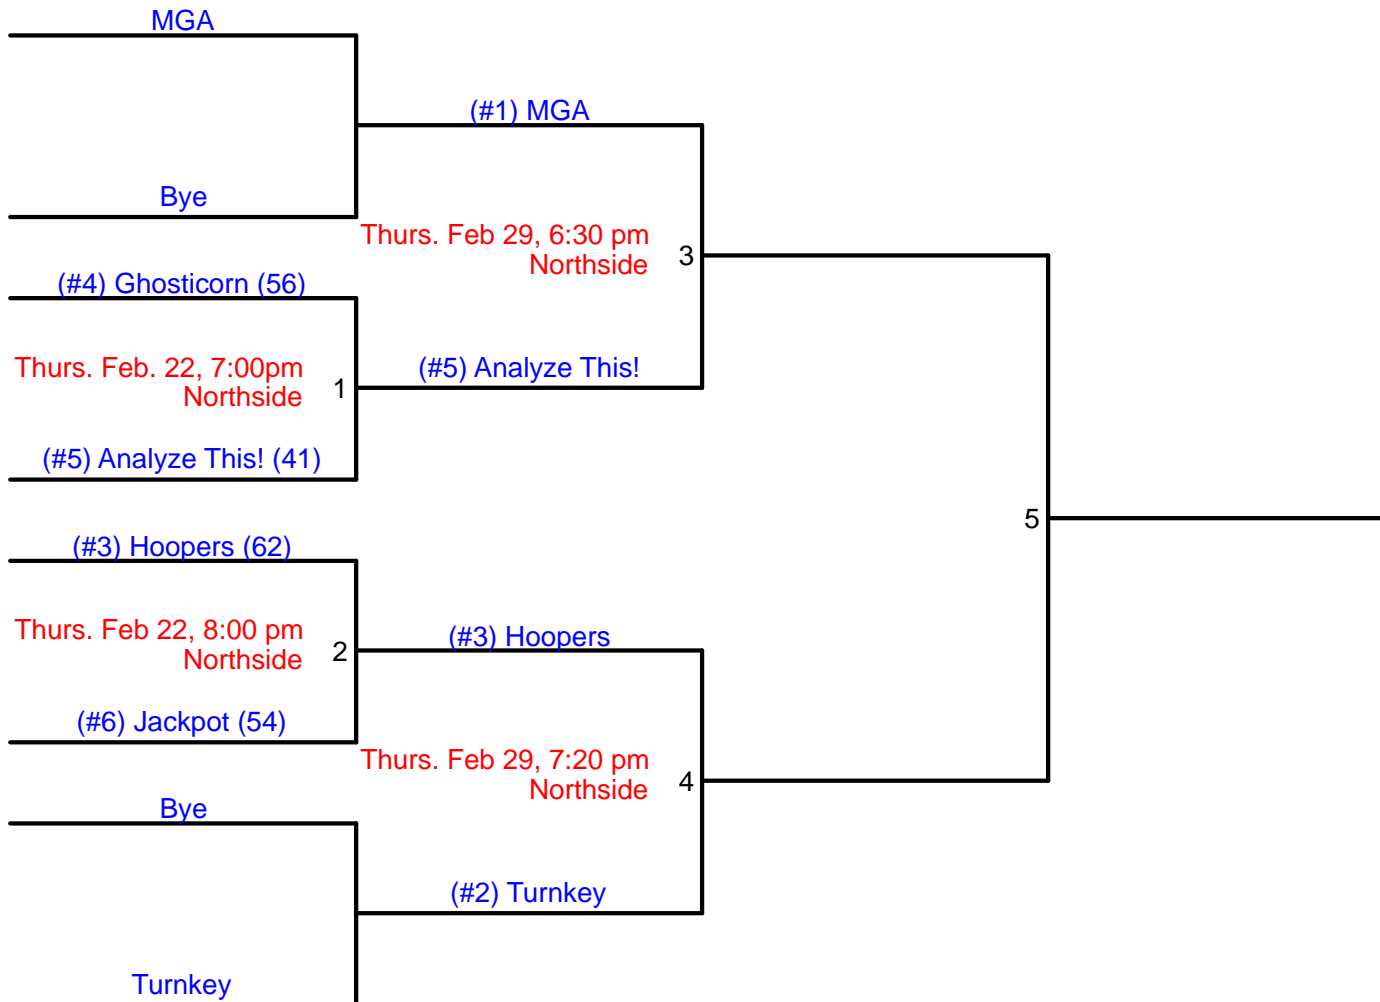 MGA
(#1) MGA
Bye
Thurs. Feb 29, 6:30 pm
Northside
3
(#4) Ghosticorn (56)
Thurs. Feb. 22, 7:00pm
Northside
1
(#5) Analyze This!
(#5) Analyze This! (41)
5
(#3) Hoopers (62)
Thurs. Feb 22, 8:00 pm
Northside
2
(#3) Hoopers
(#6) Jackpot (54)
Thurs. Feb 29, 7:20 pm
Northside
4
Bye
(#2) Turnkey
Turnkey